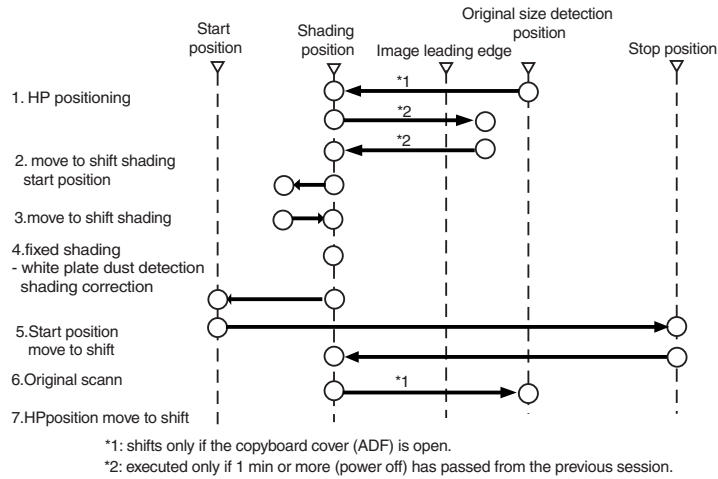 Start
position
Shading
position
Image leading edge
Original size detection
position
Stop position
*1
1. HP positioning
*2
*2
2. move to shift shading
start position
3.move to shift shading
4.fixed shading
- white plate dust detection
shading correction
5.Start position
move to shift
6.Original scann
*1
7.HPposition move to shift
*1: shifts only if the copyboard cover (ADF) is open.
*2: executed only if 1 min or more (power off) has passed from the previous session.